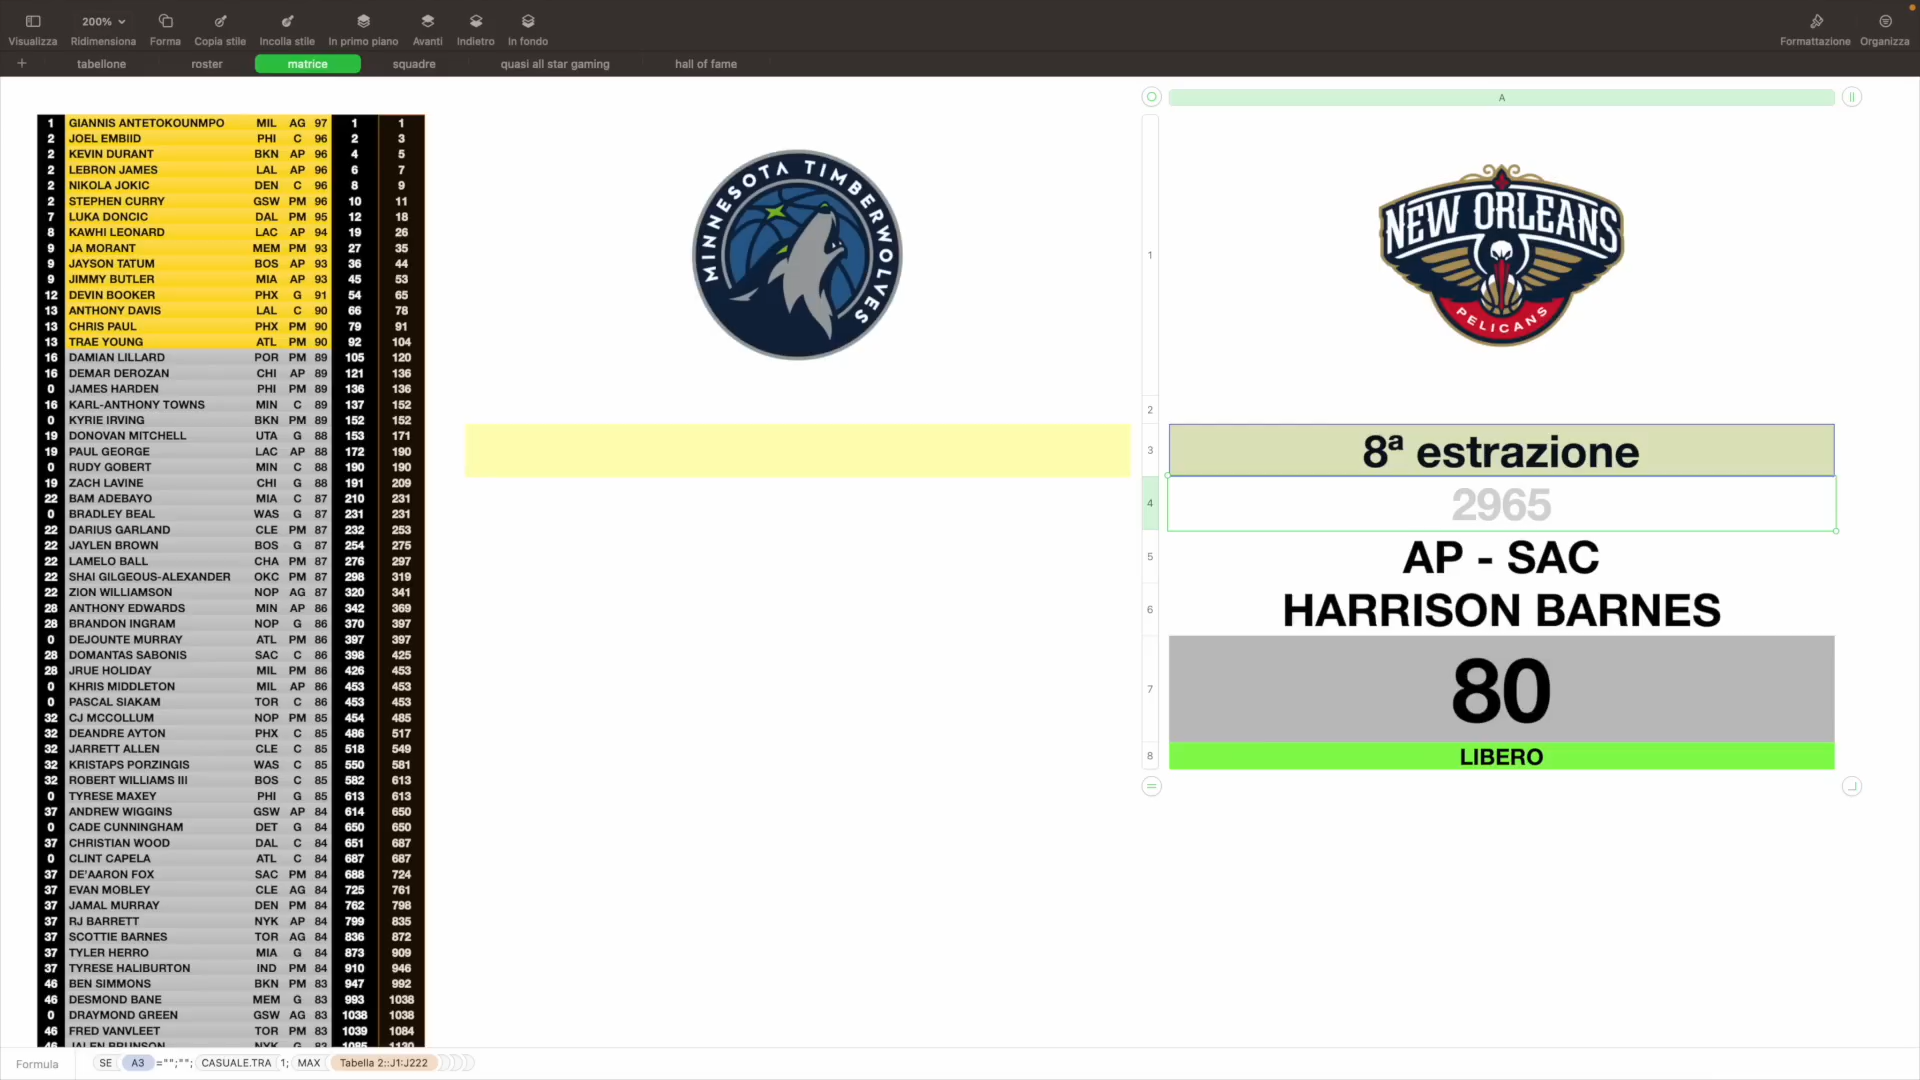 Visualizza
200%
Ridimensiona
Forma
Copia stile
Incolla stile
In primo piano
Avanti
Indietro
In fondo
Formattazione
Organizza
+ tabellone roster matrice squadre quasi all star gaming hall of fame
1 GIANNIS ANTETOKOUNMPO MIL AG 97 1 1
2 JOEL EMBIID PHI C 96 2 3
2 KEVIN DURANT BKN AP 96 4 5
2 LEBRON JAMES LAL AP 96 6 7
2 NIKOLA JOKIC DEN C 96 8 9
2 STEPHEN CURRY GSW PM 96 10 11
7 LUKA DONCIC DAL PM 95 12 18
8 KAWHI LEONARD LAC AP 94 19 26
9 JA MORANT MEM PM 93 27 35
9 JAYSON TATUM BOS AP 93 36 44
9 JIMMY BUTLER MIA AP 93 45 53
12 DEVIN BOOKER PHX G 91 54 65
13 ANTHONY DAVIS LAL C 90 66 78
13 CHRIS PAUL PHX PM 90 79 91
13 TRAE YOUNG ATL PM 90 92 104
16 DAMIAN LILLARD POR PM 89 105 120
16 DEMAR DEROZAN CHI AP 89 121 136
0 JAMES HARDEN PHI PM 89 136 136
16 KARL-ANTHONY TOWNS MIN C 89 137 152
0 KYRIE IRVING BKN PM 89 152 152
19 DONOVAN MITCHELL UTA G 88 153 171
19 PAUL GEORGE LAC AP 88 172 190
0 RUDY GOBERT MIN C 88 190 190
19 ZACH LAVINE CHI G 88 191 209
22 BAM ADEBAYO MIA C 87 210 231
0 BRADLEY BEAL WAS G 87 231 231
22 DARIUS GARLAND CLE PM 87 232 253
22 JAYLEN BROWN BOS G 87 254 275
22 LAMELO BALL CHA PM 87 276 297
22 SHAI GILGEOUS-ALEXANDER OKC PM 87 298 319
22 ZION WILLIAMSON NOP AG 87 320 341
28 ANTHONY EDWARDS MIN AP 86 342 369
28 BRANDON INGRAM NOP G 86 370 397
0 DEJOUNTE MURRAY ATL PM 86 397 397
28 DOMANTAS SABONIS SAC C 86 398 425
28 JRUE HOLIDAY MIL PM 86 426 453
0 KHRIS MIDDLETON MIL AP 86 453 453
0 PASCAL SIAKAM TOR C 86 453 453
32 CJ MCCOLLUM NOP PM 85 454 485
32 DEANDRE AYTON PHX C 85 486 517
32 JARRETT ALLEN CLE C 85 518 549
32 KRISTAPS PORZINGIS WAS C 85 550 581
32 ROBERT WILLIAMS III BOS C 85 582 613
0 TYRESE MAXEY PHI G 85 613 613
37 ANDREW WIGGINS GSW AP 84 614 650
0 CADE CUNNINGHAM DET G 84 650 650
37 CHRISTIAN WOOD DAL C 84 651 687
0 CLINT CAPELA ATL C 84 687 687
37 DE'AARON FOX SAC PM 84 688 724
37 EVAN MOBLEY CLE AG 84 725 761
37 JAMAL MURRAY DEN PM 84 762 798
37 RJ BARRETT NYK AP 84 799 835
37 SCOTTIE BARNES TOR AG 84 836 872
37 TYLER HERRO MIA G 84 873 909
37 TYRESE HALIBURTON IND PM 84 910 946
46 BEN SIMMONS BKN PM 83 947 992
46 DESMOND BANE MEM G 83 993 1038
0 DRAYMOND GREEN GSW AG 83 1038 1038
46 FRED VANVLEET TOR PM 83 1039 1084
46 JALEN BRUNSON NYK G 83 1085 1130
MINNESOTA TIMBERWOLVES
A
1
NEW ORLEANS
PELICANS
2
3 8ª estrazione
4 2965
5 AP - SAC
6 HARRISON BARNES
7 80
8 LIBERO
Formula SE A3 ="";""; CASUALE.TRA 1; MAX Tabella 2::J1:J222